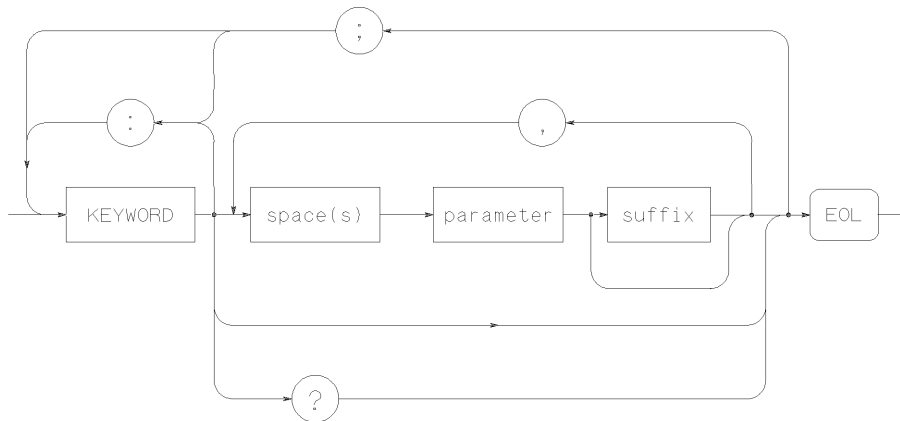 ;
:
,
KEYWORD
space(s)
parameter
suffix
EOL
?